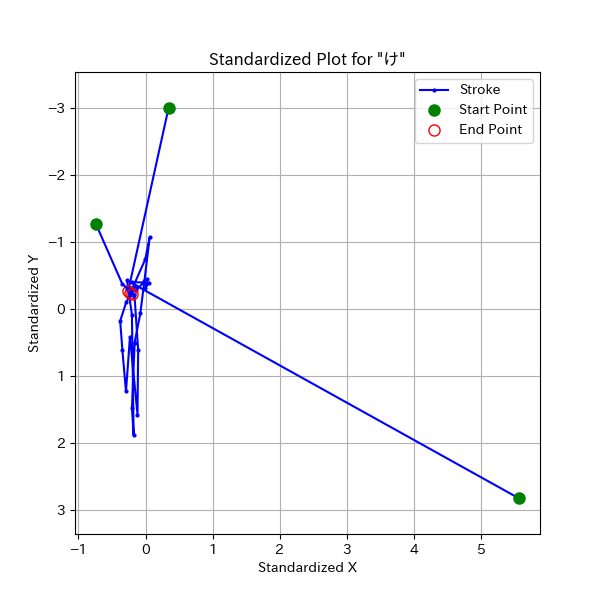 Standardized Plot for "け"
Stroke
Start Point
End Point
Standardized Y
−3
−2
−1
0
1
2
3
−1 0 1 2 3 4 5
Standardized X